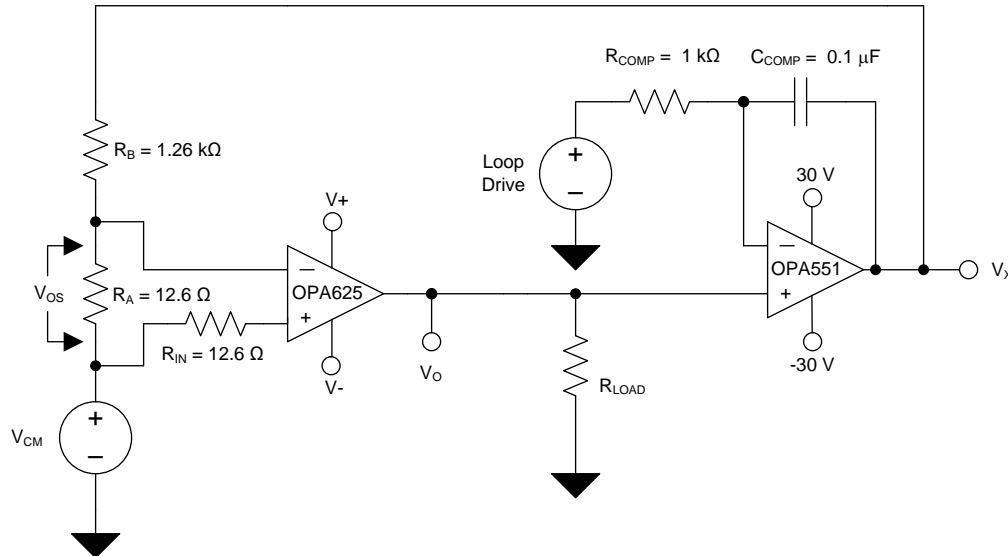 R_COMP = 1 kΩ
C_COMP = 0.1 μF
R_B = 1.26 kΩ
Loop
Drive
+
−
30 V
V+
−
OPA551
+
V_X
−
OPA625
+
V_OS
R_A = 12.6 Ω
R_IN = 12.6 Ω
V-
V_O
-30 V
R_LOAD
V_CM
+
−